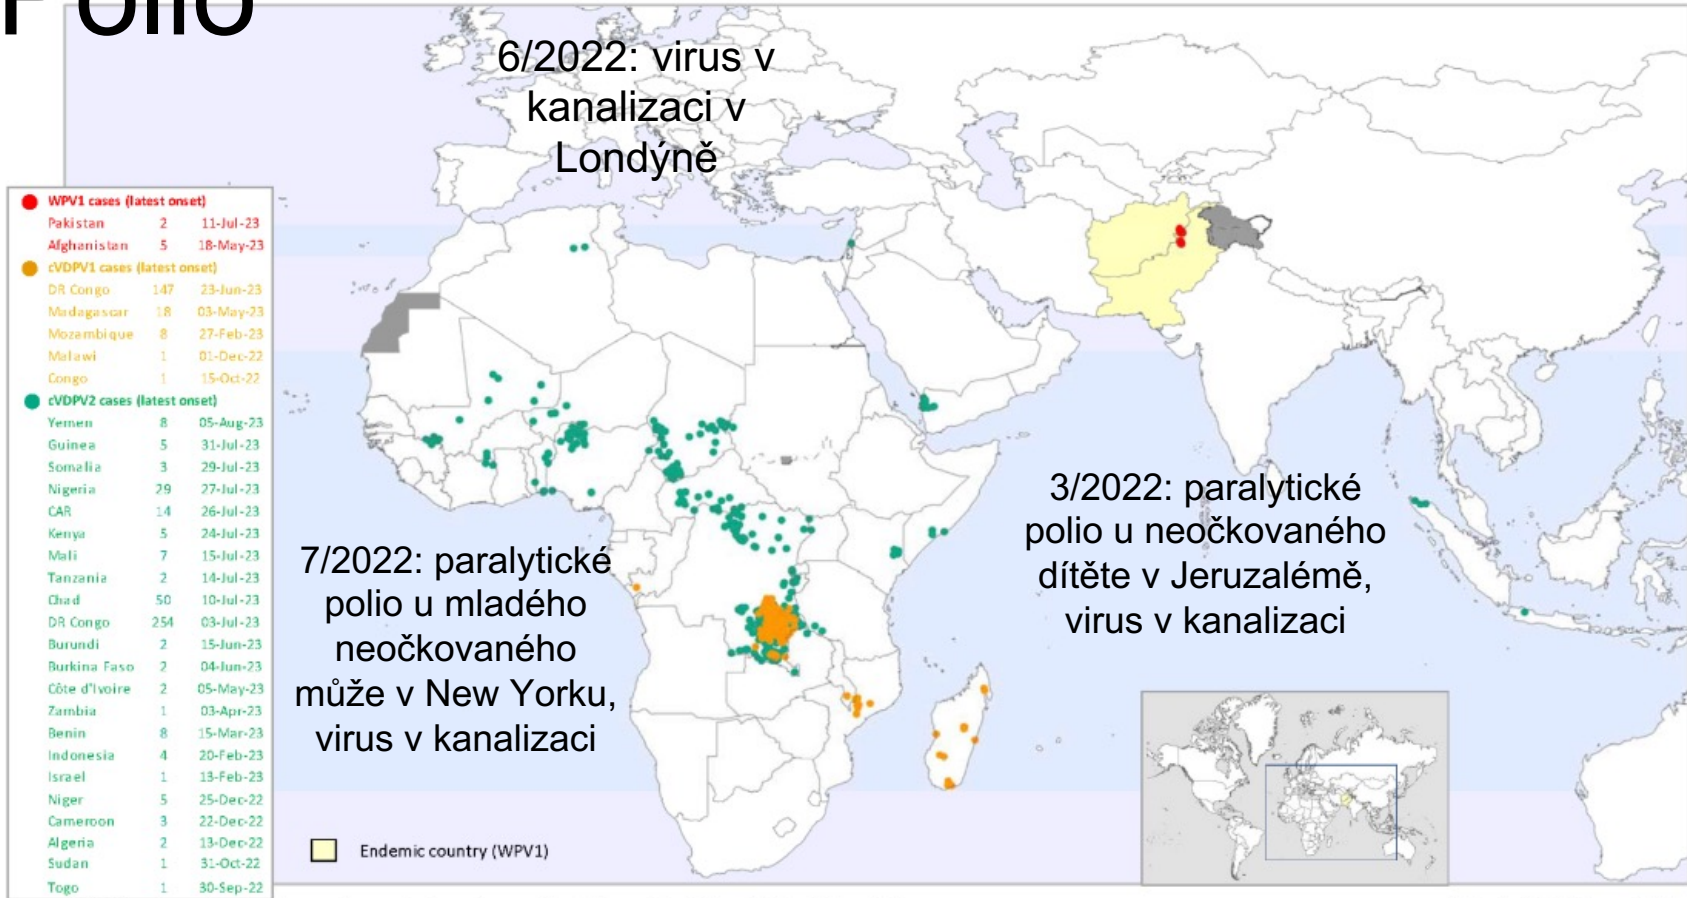 Polio
6/2022: virus v
kanalizaci v
Londýně
WPV1 cases (latest onset)
Pakistan 2 11-Jul-23
Afghanistan 5 18-May-23
cVDPV1 cases (latest onset)
DR Congo 147 23-Jun-23
Madagascar 18 03-May-23
Mozambique 8 27-Feb-23
Malawi 1 01-Dec-22
Congo 1 15-Oct-22
cVDPV2 cases (latest onset)
Yemen 8 05-Aug-23
Guinea 5 31-Jul-23
Somalia 3 29-Jul-23
Nigeria 29 27-Jul-23
CAR 14 26-Jul-23
Kenya 5 24-Jul-23
Mali 7 15-Jul-23
Tanzania 2 14-Jul-23
Chad 50 10-Jul-23
DR Congo 254 03-Jul-23
Burundi 2 15-Jun-23
Burkina Faso 2 04-Jun-23
Côte d'Ivoire 2 05-May-23
Zambia 1 03-Apr-23
Benin 8 15-Mar-23
Indonesia 4 20-Feb-23
Israel 1 13-Feb-23
Niger 5 25-Dec-22
Cameroon 3 22-Dec-22
Algeria 2 13-Dec-22
Sudan 1 31-Oct-22
Togo 1 30-Sep-22
7/2022: paralytické
polio u mladého
neočkovaného
může v New Yorku,
virus v kanalizaci
3/2022: paralytické
polio u neočkovaného
dítěte v Jeruzalémě,
virus v kanalizaci
Endemic country (WPV1)